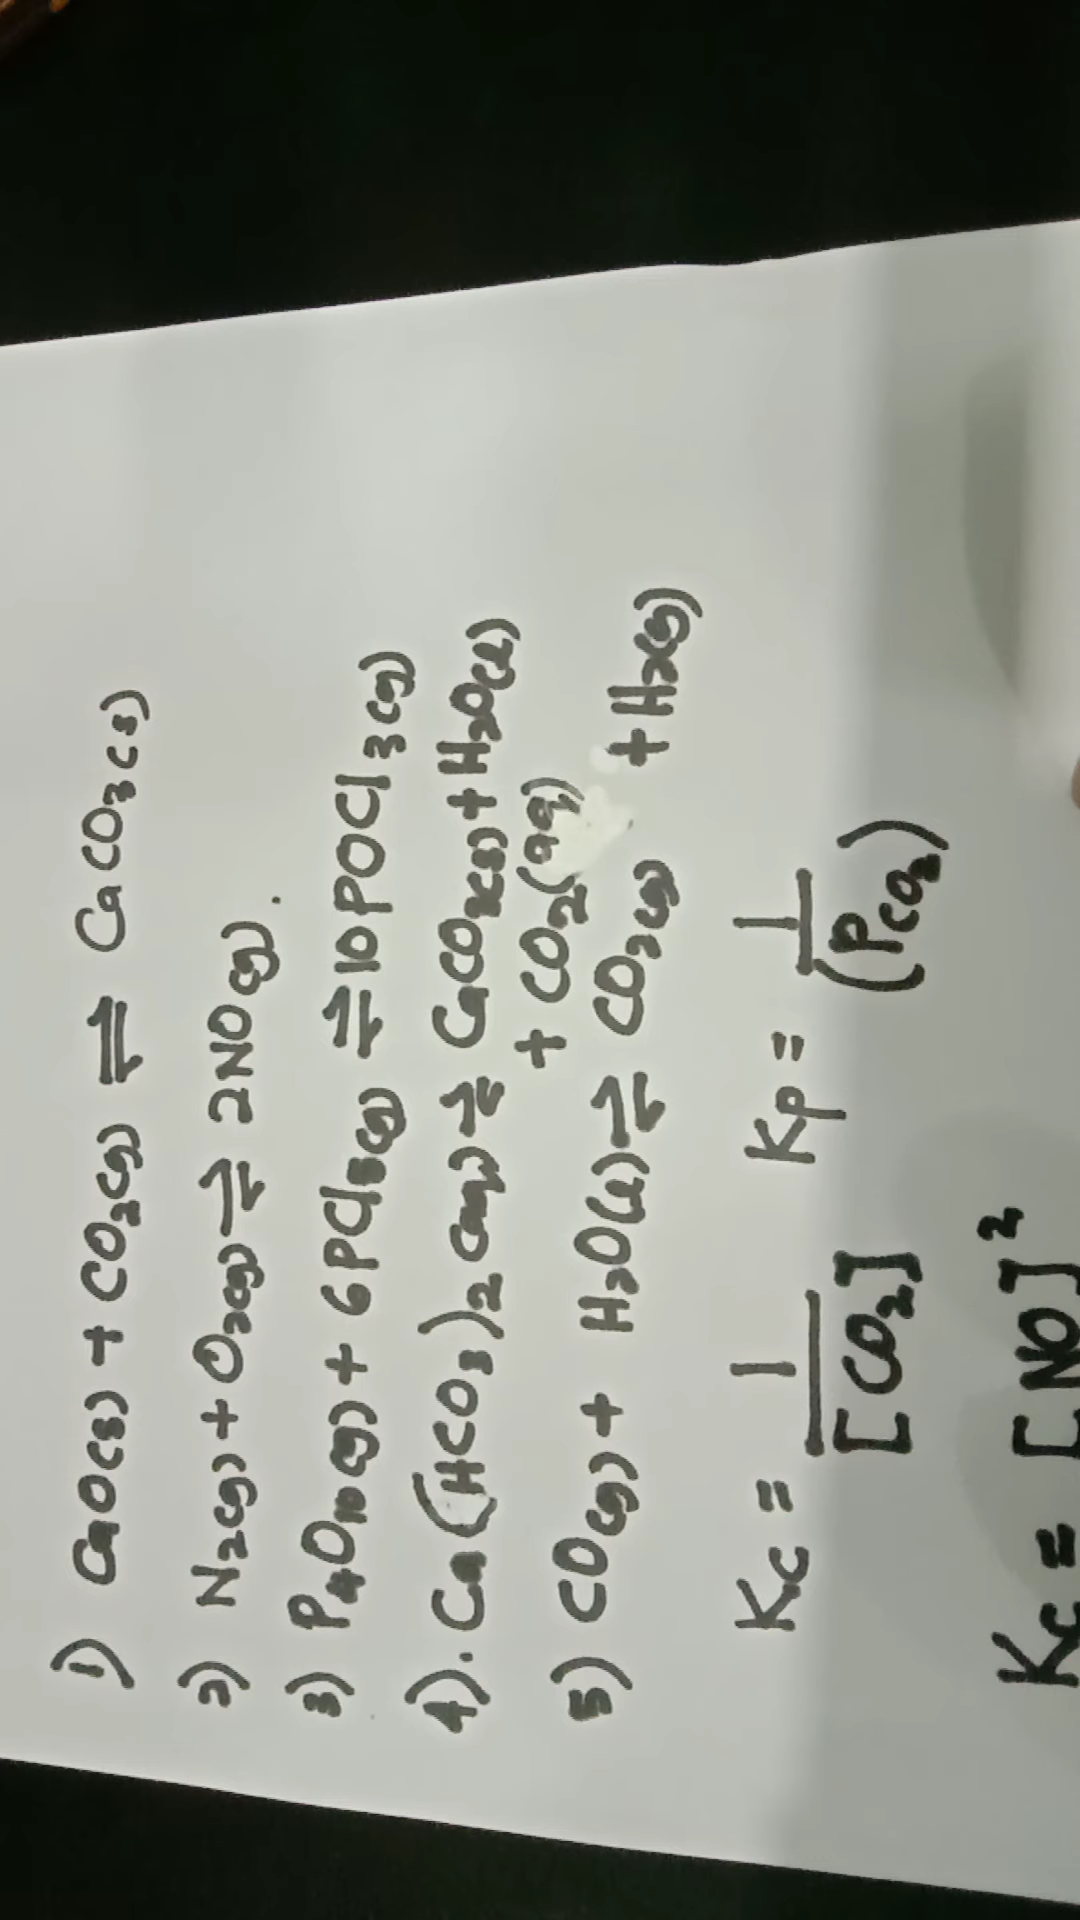 1) CaO(s) + CO2(g) ⇌ CaCO3(s)
2) N2(g) + O2(g) ⇌ 2NO(g).
3) P4O10(g) + 6PCl5(g) ⇌ 10POCl3(g)
4). Ca(HCO3)2(aq) ⇌ CaCO3(s) + H2O(l)
+ CO2(aq)
5) CO(g) + H2O(l) ⇌ CO2(g) + H2(g)
Kc = 1/[CO2] Kp = 1/(PCO2)
Kc = [NO]²